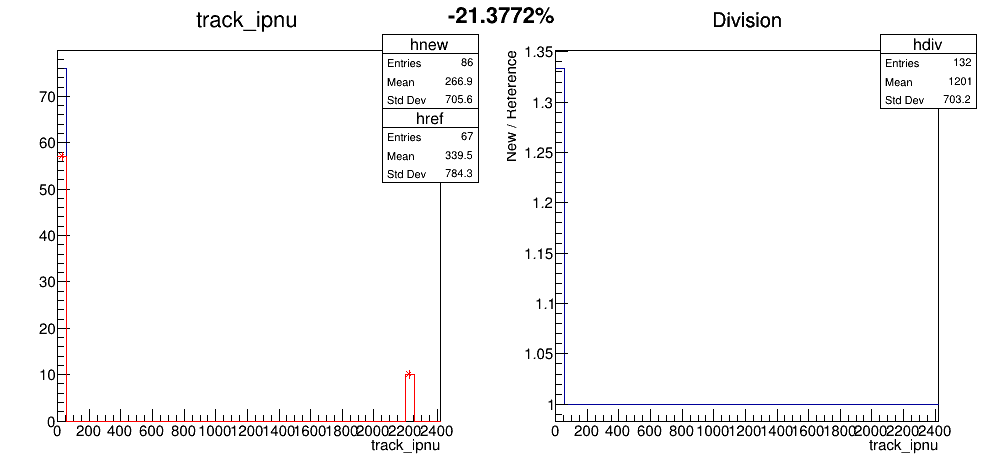 -21.3772%
track_ipnu
hnew
Entries 86
Mean 266.9
Std Dev 705.6
href
Entries 67
Mean 339.5
Std Dev 784.3
70
60
50
40
30
20
10
0
0 200 400 600 800 1000 1200 1400 1600 1800 2000 2200 2400
track_ipnu
Division
hdiv
Entries 132
Mean 1201
Std Dev 703.2
New / Reference
1.35
1.3
1.25
1.2
1.15
1.1
1.05
1
0 200 400 600 800 1000 1200 1400 1600 1800 2000 2200 2400
track_ipnu